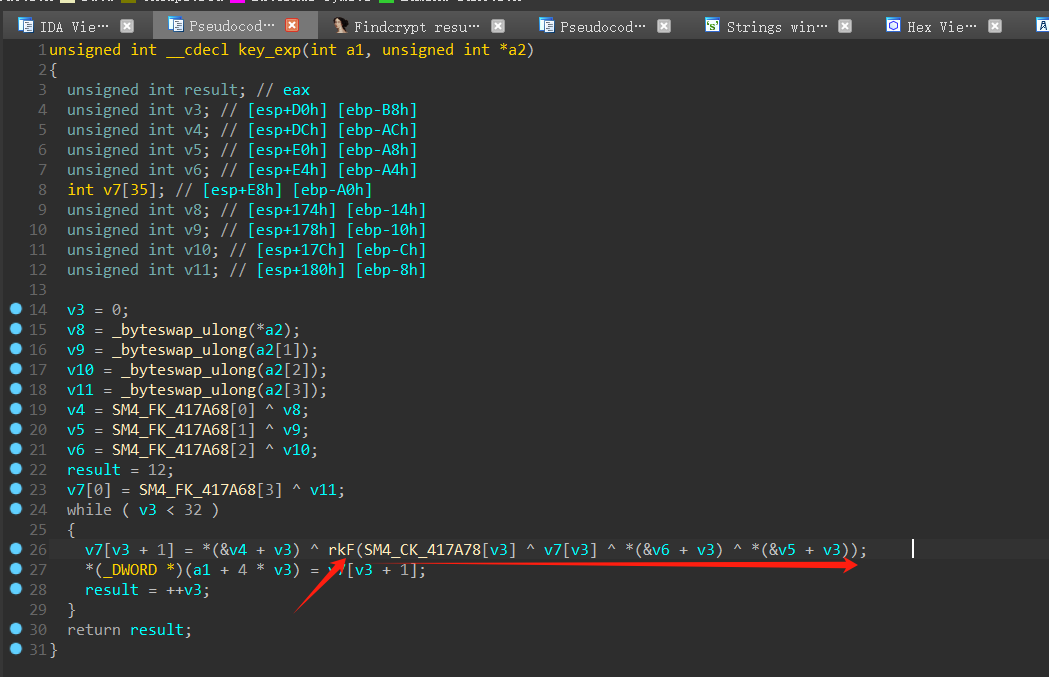 IDA Vie⋯
Pseudocod⋯
Findcrypt resu⋯
Pseudocod⋯
Strings win⋯
Hex Vie⋯
1 unsigned int __cdecl key_exp(int a1, unsigned int *a2)
2 {
3 unsigned int result; // eax
4 unsigned int v3; // [esp+D0h] [ebp-B8h]
5 unsigned int v4; // [esp+DCh] [ebp-ACh]
6 unsigned int v5; // [esp+E0h] [ebp-A8h]
7 unsigned int v6; // [esp+E4h] [ebp-A4h]
8 int v7[35]; // [esp+E8h] [ebp-A0h]
9 unsigned int v8; // [esp+174h] [ebp-14h]
10 unsigned int v9; // [esp+178h] [ebp-10h]
11 unsigned int v10; // [esp+17Ch] [ebp-Ch]
12 unsigned int v11; // [esp+180h] [ebp-8h]
13
14 v3 = 0;
15 v8 = _byteswap_ulong(*a2);
16 v9 = _byteswap_ulong(a2[1]);
17 v10 = _byteswap_ulong(a2[2]);
18 v11 = _byteswap_ulong(a2[3]);
19 v4 = SM4_FK_417A68[0] ^ v8;
20 v5 = SM4_FK_417A68[1] ^ v9;
21 v6 = SM4_FK_417A68[2] ^ v10;
22 result = 12;
23 v7[0] = SM4_FK_417A68[3] ^ v11;
24 while ( v3 < 32 )
25 {
26 v7[v3 + 1] = *(&v4 + v3) ^ rkF(SM4_CK_417A78[v3] ^ v7[v3] ^ *(&v6 + v3) ^ *(&v5 + v3));
27 *(_DWORD *)(a1 + 4 * v3) = v7[v3 + 1];
28 result = ++v3;
29 }
30 return result;
31 }